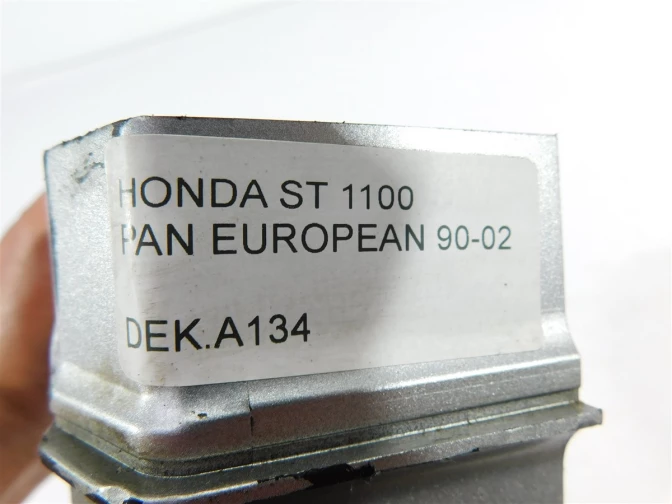 HONDA ST 1100
PAN EUROPEAN 90-02
DEK.A134